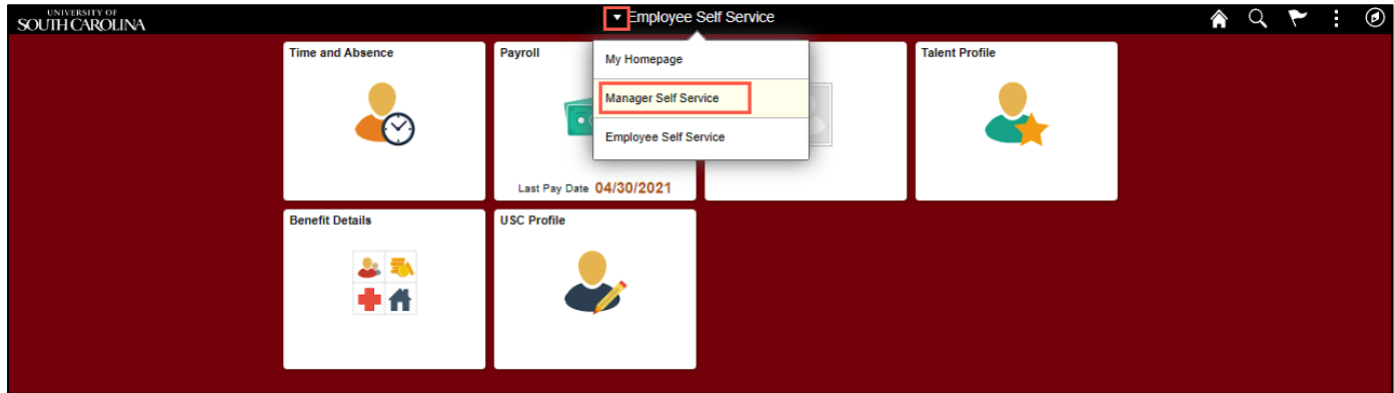 UNIVERSITY OF
SOUTH CAROLINA
Employee Self Service
My Homepage
Manager Self Service
Employee Self Service
Time and Absence
Payroll
Last Pay Date 04/30/2021
Talent Profile
Benefit Details
USC Profile